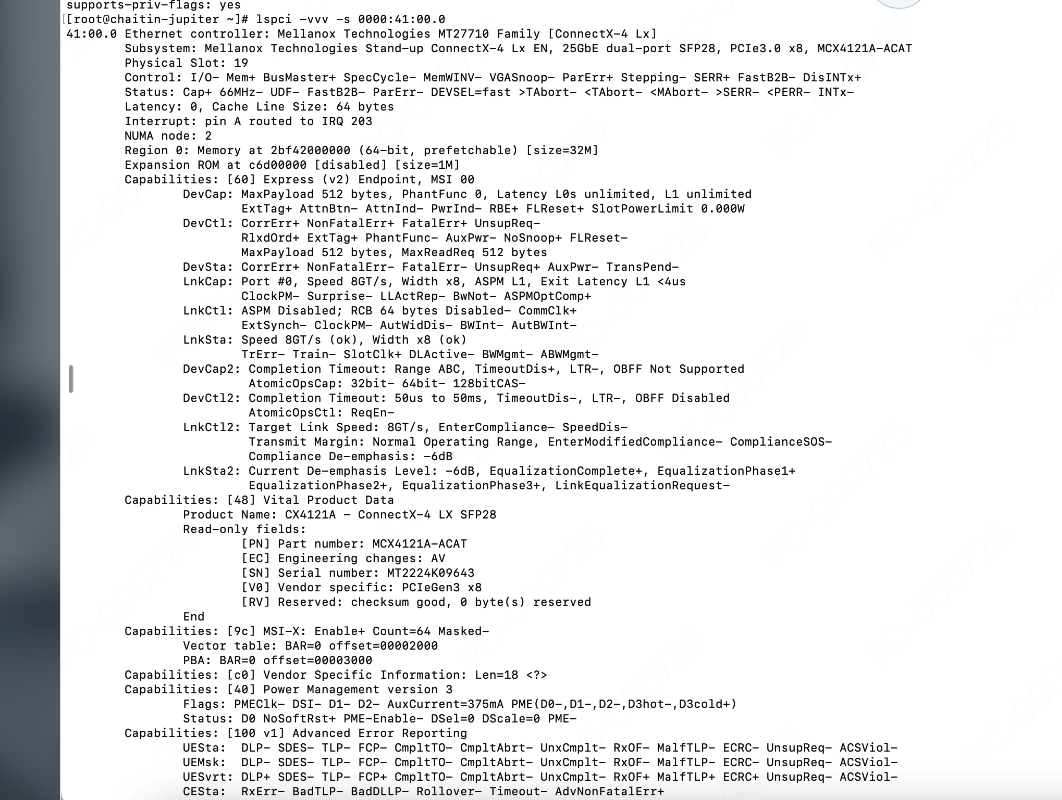 supports-priv-flags: yes
[[root@chaitin-jupiter ~]# lspci -vvv -s 0000:41:00.0
41:00.0 Ethernet controller: Mellanox Technologies MT27710 Family [ConnectX-4 Lx]
Subsystem: Mellanox Technologies Stand-up ConnectX-4 Lx EN, 25GbE dual-port SFP28, PCIe3.0 x8, MCX4121A-ACAT
Physical Slot: 19
Control: I/O- Mem+ BusMaster+ SpecCycle- MemWINV- VGASnoop- ParErr+ Stepping- SERR+ FastB2B- DisINTx+
Status: Cap+ 66MHz- UDF- FastB2B- ParErr- DEVSEL=fast >TAbort- <TAbort- <MAbort- >SERR- <PERR- INTx-
Latency: 0, Cache Line Size: 64 bytes
Interrupt: pin A routed to IRQ 203
NUMA node: 2
Region 0: Memory at 2bf42000000 (64-bit, prefetchable) [size=32M]
Expansion ROM at c6d00000 [disabled] [size=1M]
Capabilities: [60] Express (v2) Endpoint, MSI 00
DevCap: MaxPayload 512 bytes, PhantFunc 0, Latency L0s unlimited, L1 unlimited
ExtTag+ AttnBtn- AttnInd- PwrInd- RBE+ FLReset+ SlotPowerLimit 0.000W
DevCtl: CorrErr+ NonFatalErr+ FatalErr+ UnsupReq-
RlxdOrd+ ExtTag+ PhantFunc- AuxPwr- NoSnoop+ FLReset-
MaxPayload 512 bytes, MaxReadReq 512 bytes
DevSta: CorrErr+ NonFatalErr- FatalErr- UnsupReq+ AuxPwr- TransPend-
LnkCap: Port #0, Speed 8GT/s, Width x8, ASPM L1, Exit Latency L1 <4us
ClockPM- Surprise- LLActRep- BwNot- ASPMOptComp+
LnkCtl: ASPM Disabled; RCB 64 bytes Disabled- CommClk+
ExtSynch- ClockPM- AutWidDis- BWInt- AutBWInt-
LnkSta: Speed 8GT/s (ok), Width x8 (ok)
TrErr- Train- SlotClk+ DLActive- BWMgmt- ABWMgmt-
DevCap2: Completion Timeout: Range ABC, TimeoutDis+, LTR-, OBFF Not Supported
AtomicOpsCap: 32bit- 64bit- 128bitCAS-
DevCtl2: Completion Timeout: 50us to 50ms, TimeoutDis-, LTR-, OBFF Disabled
AtomicOpsCtl: ReqEn-
LnkCtl2: Target Link Speed: 8GT/s, EnterCompliance- SpeedDis-
Transmit Margin: Normal Operating Range, EnterModifiedCompliance- ComplianceSOS-
Compliance De-emphasis: -6dB
LnkSta2: Current De-emphasis Level: -6dB, EqualizationComplete+, EqualizationPhase1+
EqualizationPhase2+, EqualizationPhase3+, LinkEqualizationRequest-
Capabilities: [48] Vital Product Data
Product Name: CX4121A - ConnectX-4 LX SFP28
Read-only fields:
[PN] Part number: MCX4121A-ACAT
[EC] Engineering changes: AV
[SN] Serial number: MT2224K09643
[V0] Vendor specific: PCIeGen3 x8
[RV] Reserved: checksum good, 0 byte(s) reserved
End
Capabilities: [9c] MSI-X: Enable+ Count=64 Masked-
Vector table: BAR=0 offset=00002000
PBA: BAR=0 offset=00003000
Capabilities: [c0] Vendor Specific Information: Len=18 <?>
Capabilities: [40] Power Management version 3
Flags: PMEClk- DSI- D1- D2- AuxCurrent=375mA PME(D0-,D1-,D2-,D3hot-,D3cold+)
Status: D0 NoSoftRst+ PME-Enable- DSel=0 DScale=0 PME-
Capabilities: [100 v1] Advanced Error Reporting
UESta: DLP- SDES- TLP- FCP- CmpltTO- CmpltAbrt- UnxCmplt- RxOF- MalfTLP- ECRC- UnsupReq- ACSViol-
UEMsk: DLP- SDES- TLP- FCP- CmpltTO- CmpltAbrt- UnxCmplt- RxOF- MalfTLP- ECRC- UnsupReq- ACSViol-
UESvrt: DLP+ SDES- TLP- FCP+ CmpltTO- CmpltAbrt- UnxCmplt- RxOF+ MalfTLP+ ECRC+ UnsupReq- ACSViol-
CESta: RxErr- BadTLP- BadDLLP- Rollover- Timeout- AdvNonFatalErr+
PC-000725